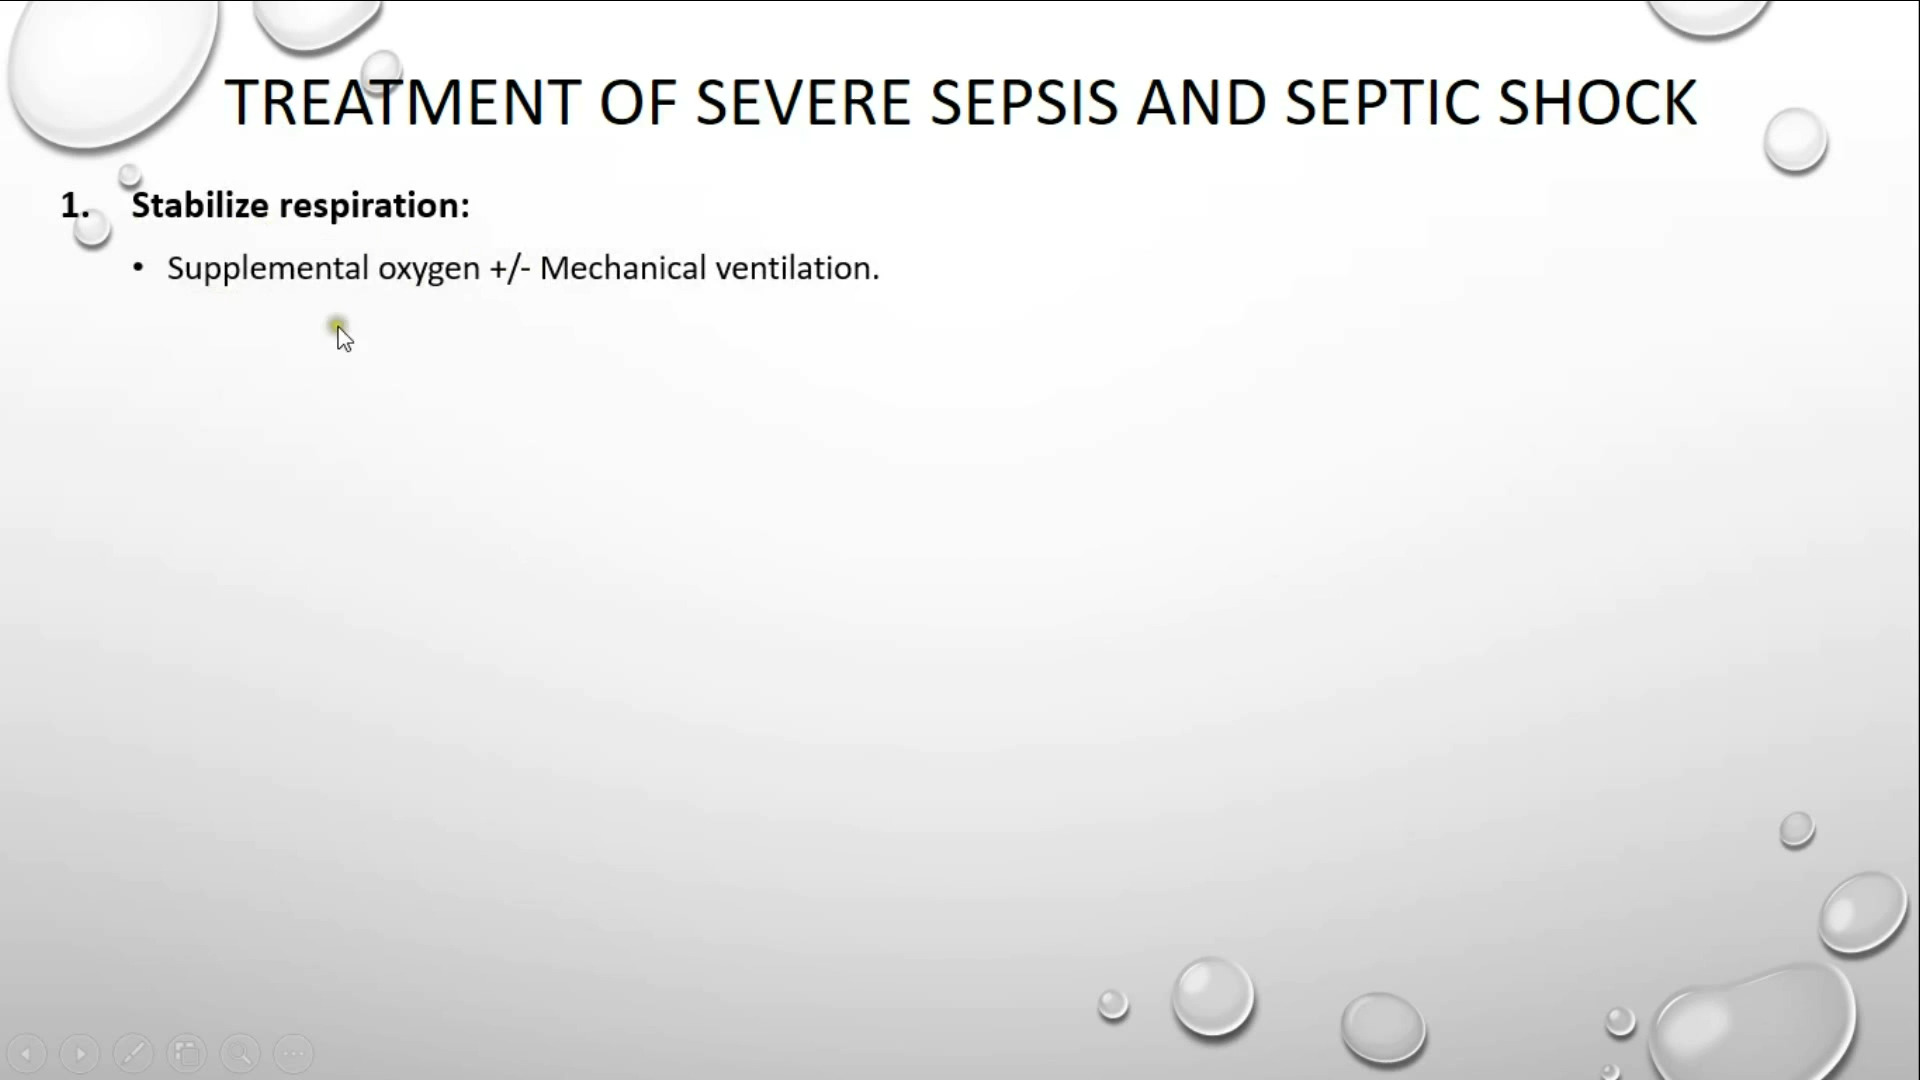 TREATMENT OF SEVERE SEPSIS AND SEPTIC SHOCK
1. Stabilize respiration:
• Supplemental oxygen +/- Mechanical ventilation.